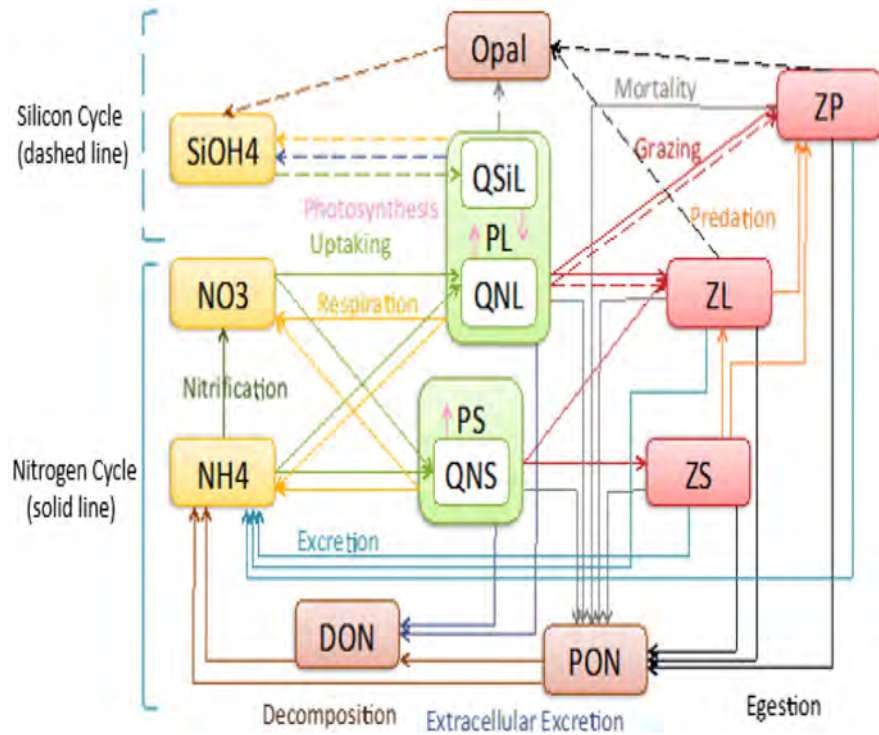 Opal
Mortality
ZP
Silicon Cycle
(dashed line)
SiOH4
QSiL
Grazing
Photosynthesis
PL
Predation
Uptaking
NO3
Respiration
QNL
ZL
Nitrification
PS
Nitrogen Cycle
(solid line)
NH4
QNS
ZS
Excretion
DON
PON
Decomposition
Extracellular Excretion
Egestion